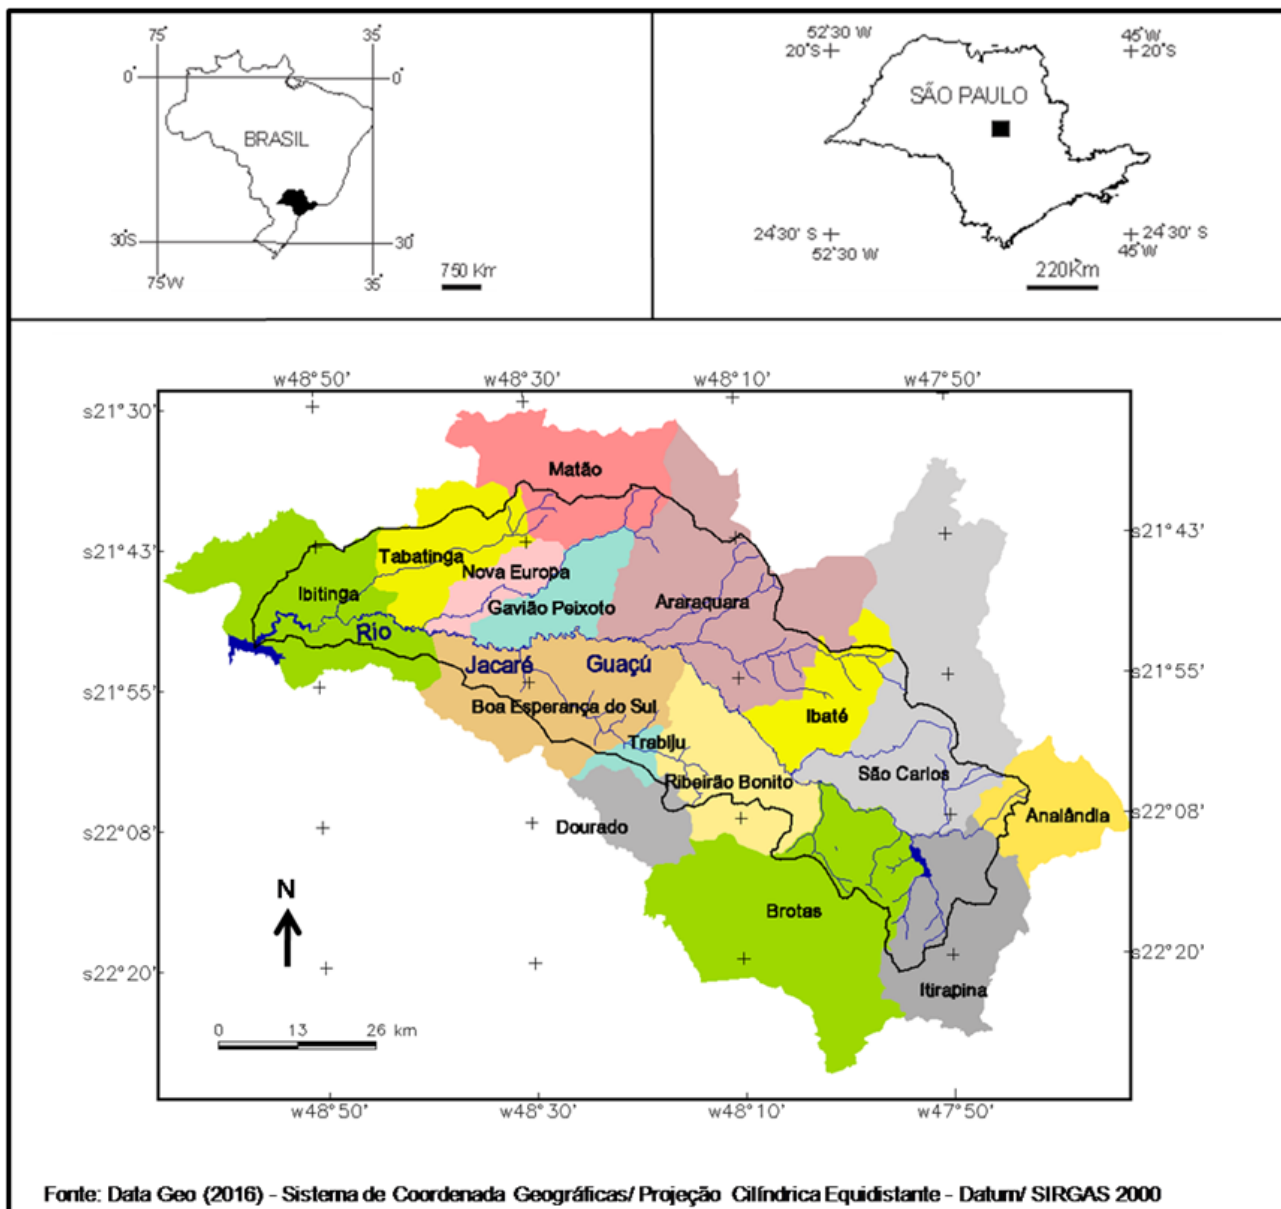 75° 35°
0° 0°
BRASIL
30S 30°
75°W 35°
750 Km
52°30 W 45°W
20°S 20°S
SÃO PAULO
24°30' S 24°30' S
52°30 W 45°W
220Km
w48°50' w48°30' w48°10' w47°50'
s21°30'
Matão
s21°43' s21°43'
Tabatinga
Nova Europa
Ibitinga
Gavião Peixoto
Araraquara
Rio
Jacaré Guaçú
s21°55' s21°55'
Boa Esperança do Sul
Ibaté
Trabiju
São Carlos
Ribeirão Bonito
s22°08' s22°08'
Analândia
Dourado
N
Brotas
s22°20' s22°20'
Itirapina
0 13 26 km
w48°50' w48°30' w48°10' w47°50'
Fonte: Data Geo (2016) - Sistema de Coordenada Geográficas/ Projeção Cilíndrica Equidistante - Datum/ SIRGAS 2000